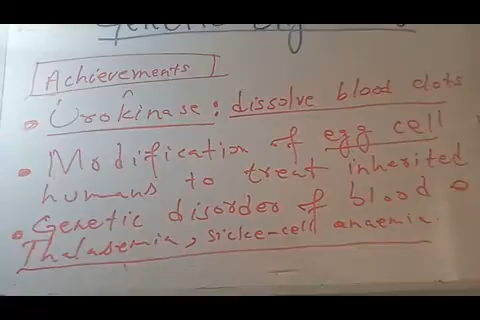 Genetic
Achievements
• Urokinase : dissolve blood clots
• Modification of egg cell
humans to treat inherited
• Genetic disorder of blood
Thalasemia, sickle-cell anaemia.